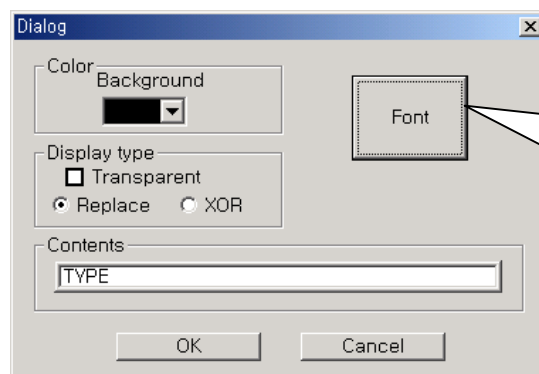 Dialog
Color
Background
Font
Display type
Transparent
Replace XOR
Contents
TYPE
OK Cancel